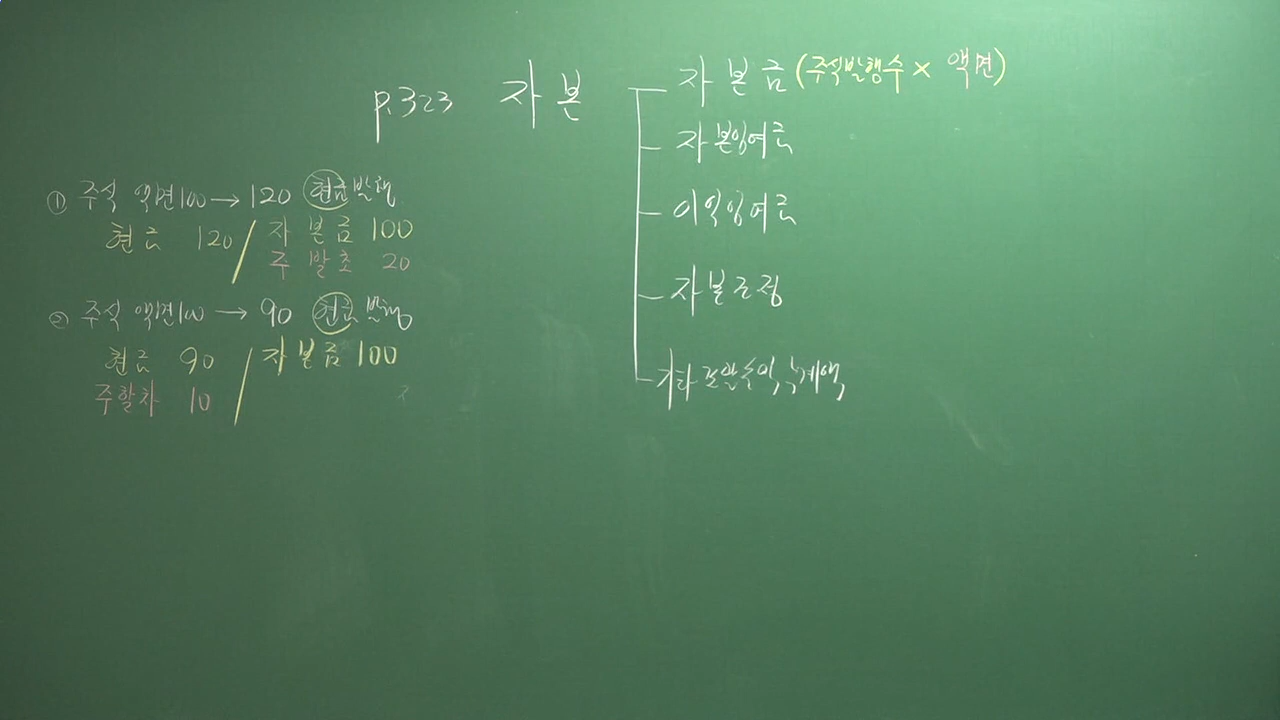 p.323 자본
자본금 (주식발행수 × 액면)
자본잉여금
이익잉여금
자본조정
기타포괄손익누계액
① 주식 액면100 → 120 현금발행
현금 120 / 자본금 100
주발초 20
② 주식 액면100 → 90 현금발행
현금 90 / 자본금 100
주할차 10